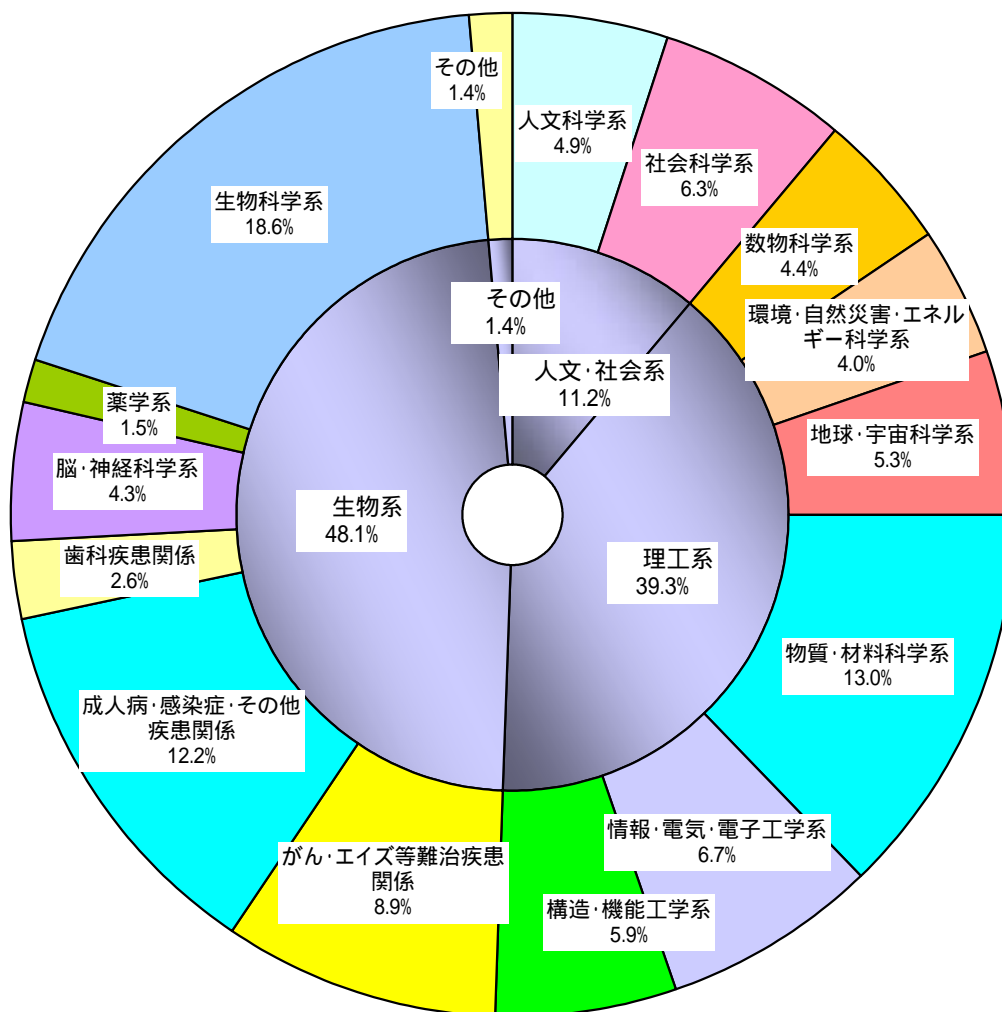 その他
1.4%
人文科学系
4.9%
社会科学系
6.3%
数物科学系
4.4%
環境･自然災害･エネル
ギー科学系
4.0%
地球･宇宙科学系
5.3%
物質･材料科学系
13.0%
情報･電気･電子工学系
6.7%
構造･機能工学系
5.9%
がん･エイズ等難治疾患
関係
8.9%
成人病･感染症･その他
疾患関係
12.2%
歯科疾患関係
2.6%
脳･神経科学系
4.3%
薬学系
1.5%
生物科学系
18.6%
その他
1.4%
人文･社会系
11.2%
理工系
39.3%
生物系
48.1%